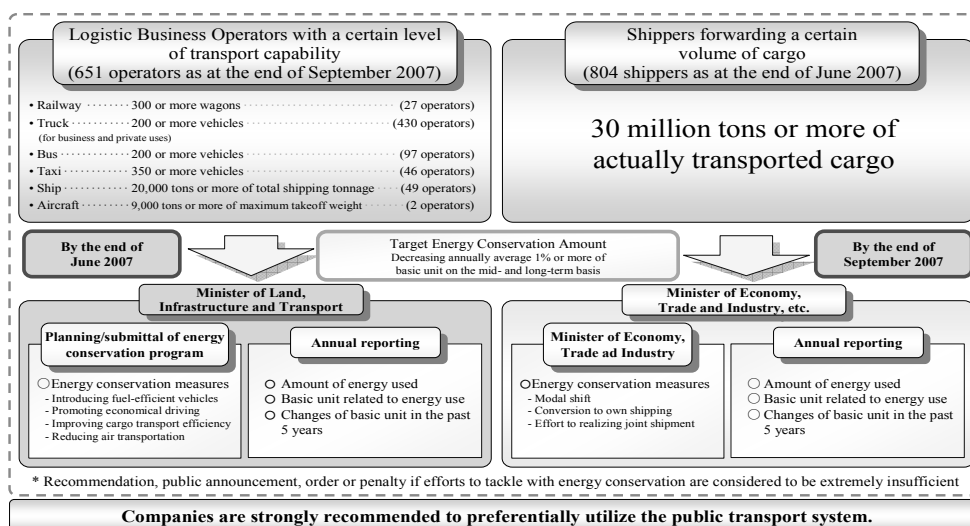 Logistic Business Operators with a certain level
of transport capability
(651 operators as at the end of September 2007)
• Railway ········ 300 or more wagons ···················· (27 operators)
• Truck ·········· 200 or more vehicles ·················· (430 operators)
(for business and private uses)
• Bus ············ 200 or more vehicles ···················· (97 operators)
• Taxi ··········· 350 or more vehicles ···················· (46 operators)
• Ship ··········· 20,000 tons or more of total shipping tonnage ···· (49 operators)
• Aircraft ········· 9,000 tons or more of maximum takeoff weight ······· (2 operators)
Shippers forwarding a certain
volume of cargo
(804 shippers as at the end of June 2007)
30 million tons or more of
actually transported cargo
By the end of
June 2007
Target Energy Conservation Amount
Decreasing annually average 1% or more of
basic unit on the mid- and long-term basis
By the end of
September 2007
Minister of Land,
Infrastructure and Transport
Planning/submittal of energy
conservation program
○Energy conservation measures
- Introducing fuel-efficient vehicles
- Promoting economical driving
- Improving cargo transport efficiency
- Reducing air transportation
Annual reporting
○ Amount of energy used
○ Basic unit related to energy use
○ Changes of basic unit in the past
5 years
Minister of Economy,
Trade and Industry, etc.
Minister of Economy,
Trade ad Industry
○Energy conservation measures
- Modal shift
- Conversion to own shipping
- Effort to realizing joint shipment
Annual reporting
○ Amount of energy used
○ Basic unit related to energy use
○ Changes of basic unit in the past
5 years
* Recommendation, public announcement, order or penalty if efforts to tackle with energy conservation are considered to be extremely insufficient
Companies are strongly recommended to preferentially utilize the public transport system.